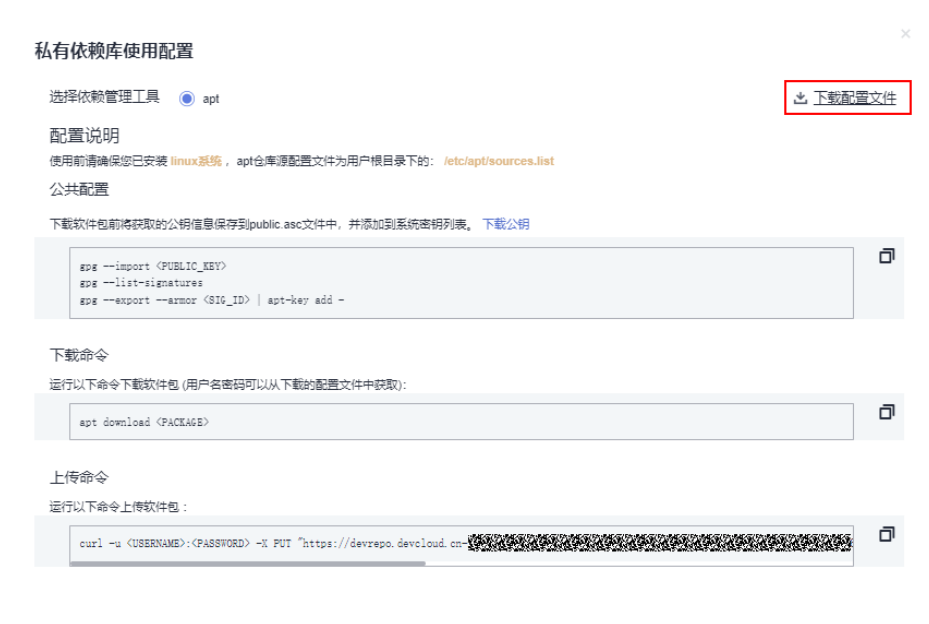 私有依赖库使用配置
选择依赖管理工具 apt 下载配置文件
配置说明
使用前请确保您已安装 linux系统 ，apt仓库源配置文件为用户根目录下的： /etc/apt/sources.list
公共配置
下载软件包前将获取的公钥信息保存到public.asc文件中，并添加到系统密钥列表。 下载公钥
gpg --import <PUBLIC_KEY>
gpg --list-signatures
gpg --export --armor <SIG_ID> | apt-key add -
下载命令
运行以下命令下载软件包 (用户名密码可以从下载的配置文件中获取):
apt download <PACKAGE>
上传命令
运行以下命令上传软件包 :
curl -u <USERNAME>:<PASSWORD> -X PUT "https://devrepo.devcloud.cn-